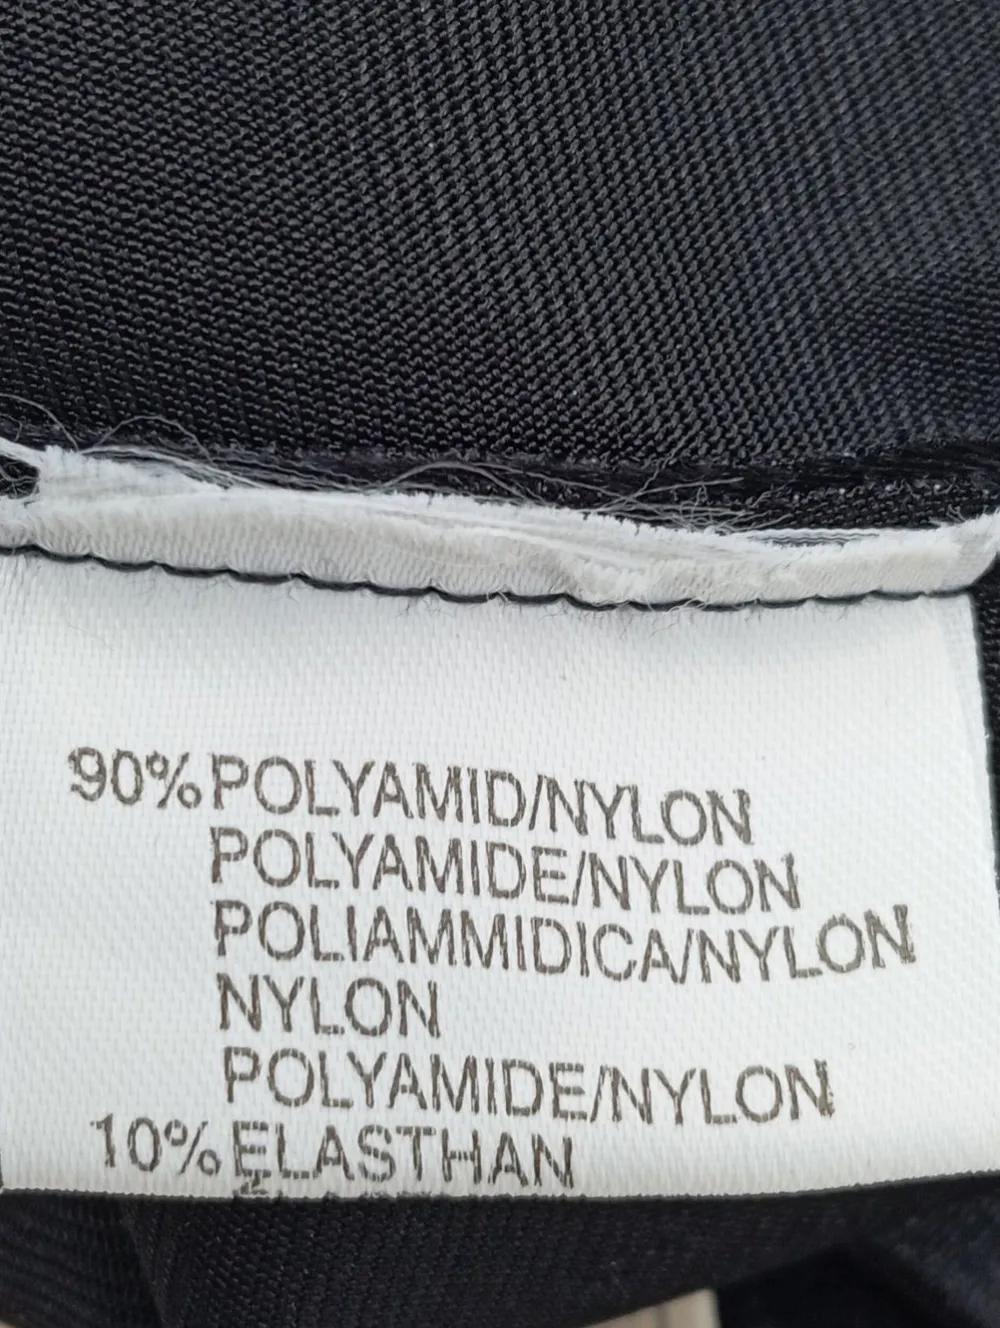 90% POLYAMID/NYLON
POLYAMIDE/NYLON
POLIAMMIDICA/NYLON
NYLON
POLYAMIDE/NYLON
10% ELASTHAN